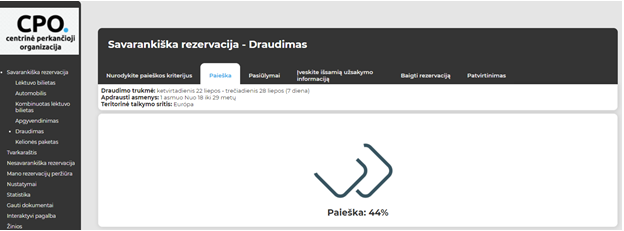 CPO.
centrinė perkančioji
organizacija
Savarankiška rezervacija
Lėktuvo bilietas
Automobilis
Kombinuotas lėktuvo
bilietas
Apgyvendinimas
Draudimas
Kelionės paketas
Tvarkaraštis
Nesavarankiška rezervacija
Mano rezervacijų peržiūra
Nustatymai
Statistika
Gauti dokumentai
Interaktyvi pagalba
Žinios
Savarankiška rezervacija - Draudimas
Nurodykite paieškos kriterijus
Paieška
Pasiūlymai
Įveskite išsamią užsakymo
informaciją
Baigti rezervaciją
Patvirtinimas
Draudimo trukmė: ketvirtadienis 22 liepos - trečiadienis 28 liepos (7 diena)
Apdrausti asmenys: 1 asmuo Nuo 18 iki 29 metų
Teritorinė taikymo sritis: Európa
Paieška: 44%